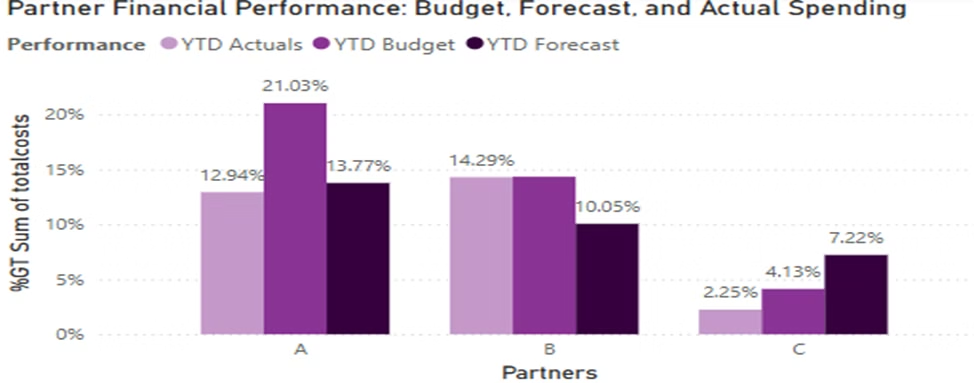 Partner Financial Performance: Budget, Forecast, and Actual Spending
Performance YTD Actuals YTD Budget YTD Forecast
%GT Sum of totalcosts
20%
15%
10%
5%
0%
12.94%
21.03%
13.77%
14.29%
10.05%
2.25%
4.13%
7.22%
A B C
Partners